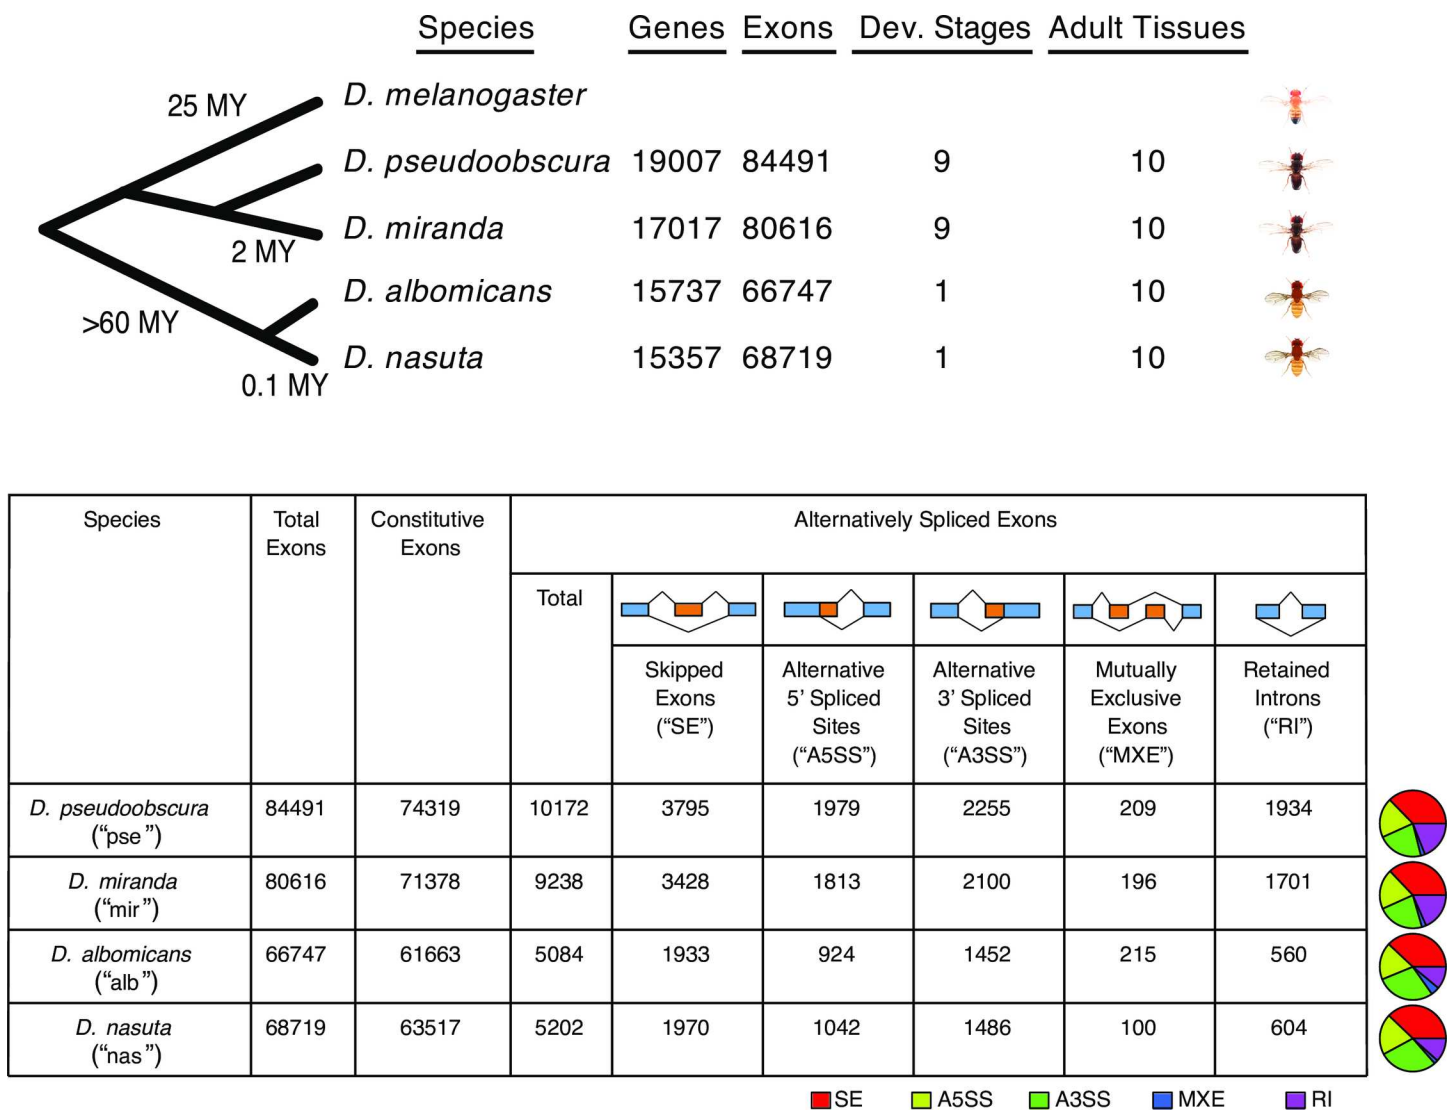 Species Genes Exons Dev. Stages Adult Tissues
25 MY
D. melanogaster
D. pseudoobscura 19007 84491 9 10
D. miranda 17017 80616 9 10
2 MY
D. albomicans 15737 66747 1 10
>60 MY
D. nasuta 15357 68719 1 10
0.1 MY
Species Total Exons Constitutive Exons Alternatively Spliced Exons
Total
Skipped Exons (“SE”) Alternative 5’ Spliced Sites (“A5SS”) Alternative 3’ Spliced Sites (“A3SS”) Mutually Exclusive Exons (“MXE”) Retained Introns (“RI”)
D. pseudoobscura (“pse”) 84491 74319 10172 3795 1979 2255 209 1934
D. miranda (“mir”) 80616 71378 9238 3428 1813 2100 196 1701
D. albomicans (“alb”) 66747 61663 5084 1933 924 1452 215 560
D. nasuta (“nas”) 68719 63517 5202 1970 1042 1486 100 604
SE A5SS A3SS MXE RI